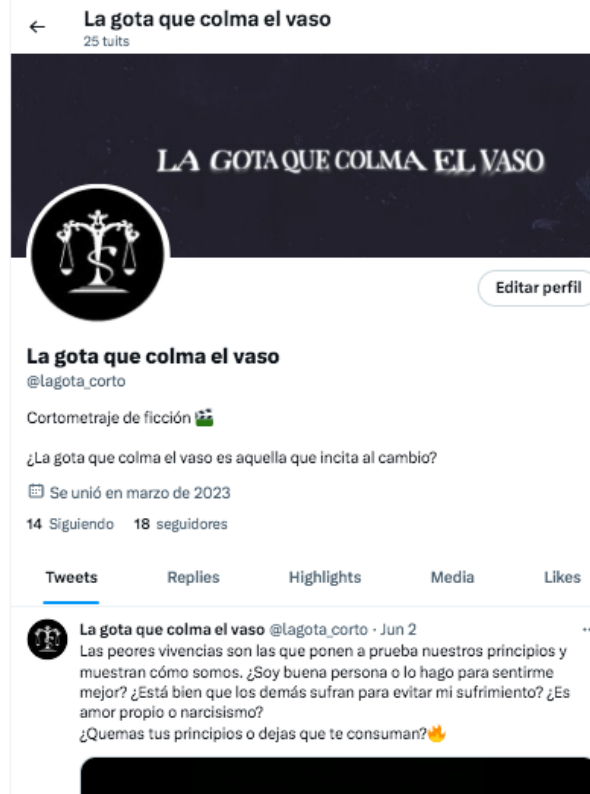 La gota que colma el vaso
25 tuits
LA GOTA QUE COLMA EL VASO
Editar perfil
La gota que colma el vaso
@lagota_corto
Cortometraje de ficción 🎬
¿La gota que colma el vaso es aquella que incita al cambio?
Se unió en marzo de 2023
14 Siguiendo 18 seguidores
Tweets Replies Highlights Media Likes
La gota que colma el vaso @lagota_corto · Jun 2
Las peores vivencias son las que ponen a prueba nuestros principios y
muestran cómo somos. ¿Soy buena persona o lo hago para sentirme
mejor? ¿Está bien que los demás sufran para evitar mi sufrimiento? ¿Es
amor propio o narcisismo?
¿Quemas tus principios o dejas que te consuman?🔥